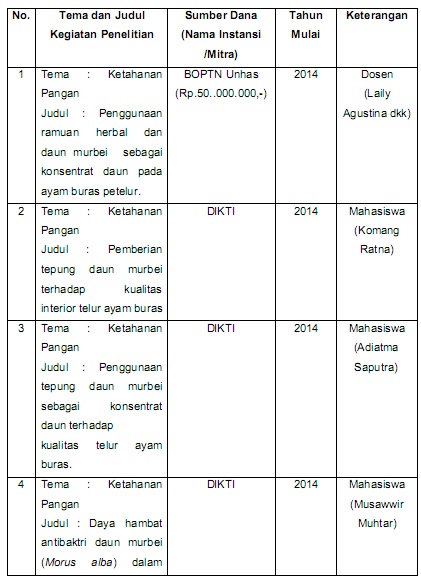 No. Tema dan Judul Sumber Dana Tahun Keterangan
Kegiatan Penelitian (Nama Instansi Mulai
/Mitra)
1 Tema : Ketahanan BOPTN Unhas 2014 Dosen
Pangan (Rp.50..000.000,-) (Laily
Judul : Penggunaan Agustina dkk)
ramuan herbal dan
daun murbei sebagai
konsentrat daun pada
ayam buras petelur.
2 Tema : Ketahanan DIKTI 2014 Mahasiswa
Pangan (Komang
Judul : Pemberian Ratna)
tepung daun murbei
terhadap kualitas
interior telur ayam buras
3 Tema : Ketahanan DIKTI 2014 Mahasiswa
Pangan (Adiatma
Judul : Penggunaan Saputra)
tepung daun murbei
sebagai konsentrat
daun terhadap
kualitas telur ayam
buras.
4 Tema : Ketahanan DIKTI 2014 Mahasiswa
Pangan (Musawwir
Judul : Daya hambat Muhtar)
antibaktri daun murbei
(Morus alba) dalam